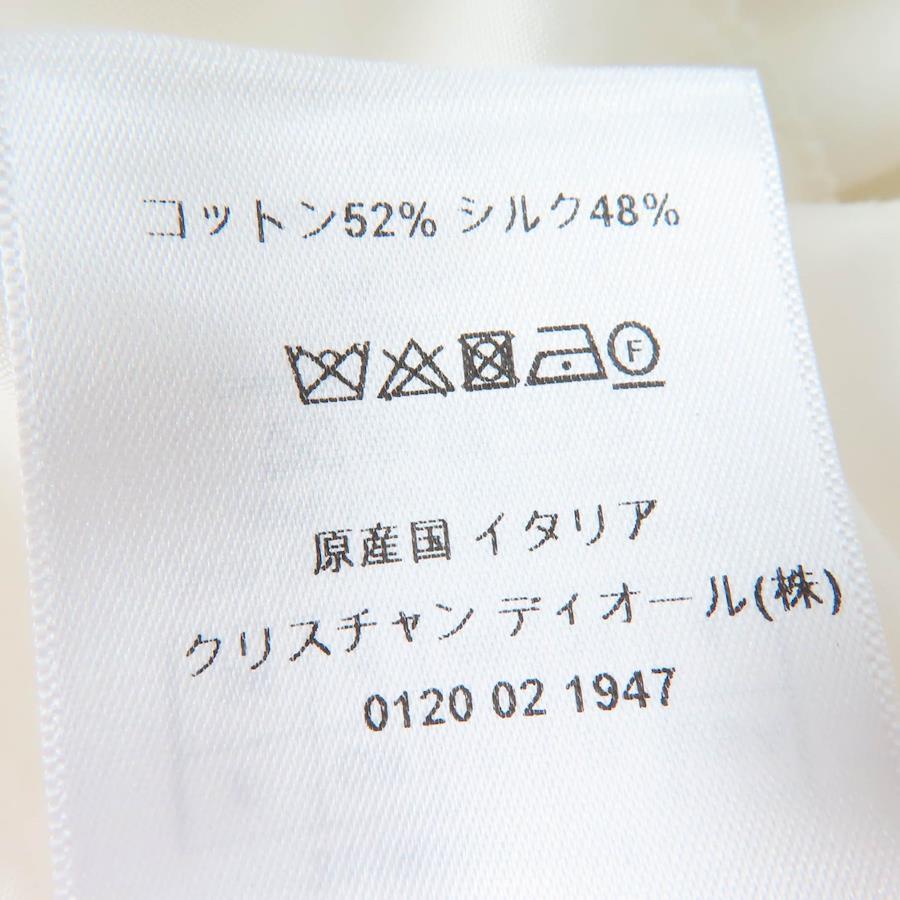 コットン52% シルク48%
F
原産国 イタリア
クリスチャン ディオール(株)
0120 02 1947